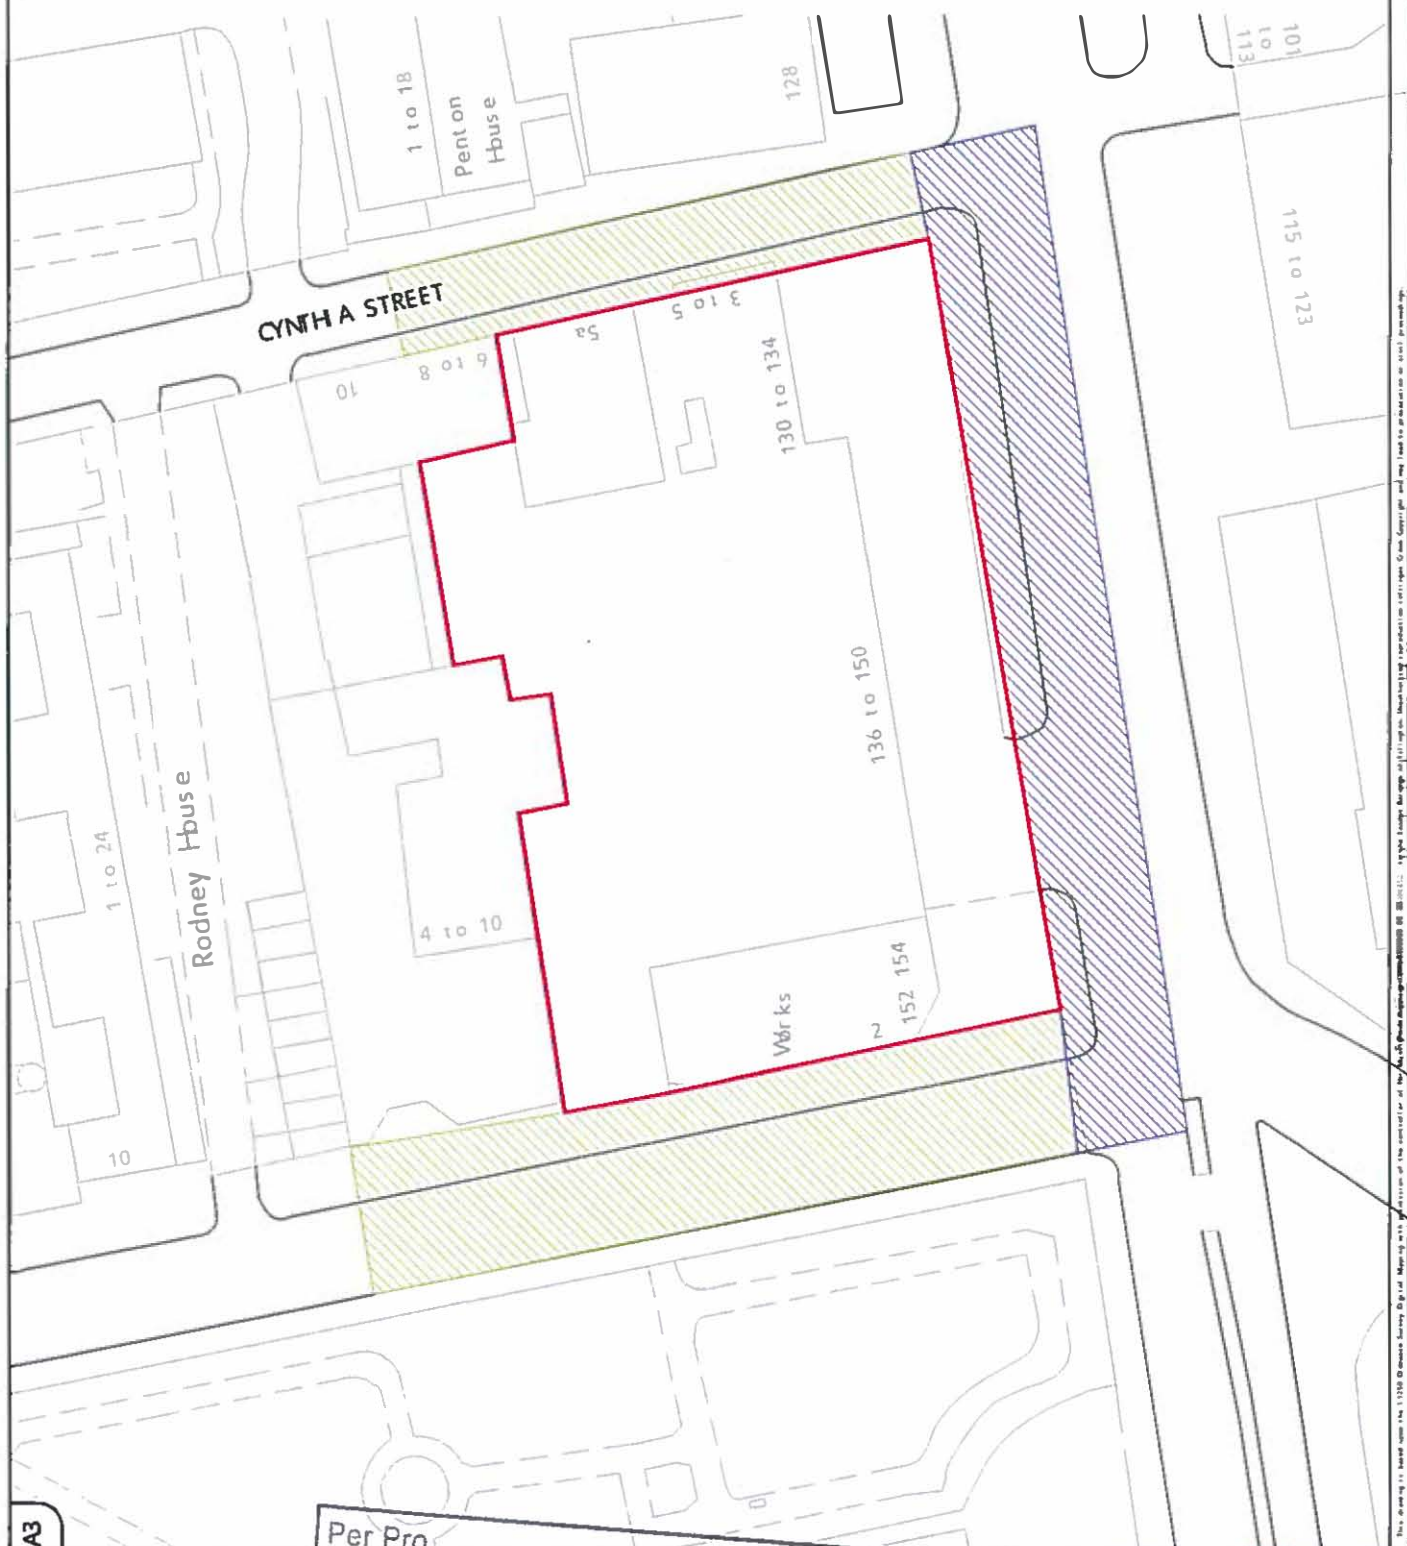 1 to 18
Penton
House
128
101
to
113
115 to 123
CYNTHIA STREET
3 to 5
5a
6 to 8
10
130 to 134
136 to 150
Rodney House
1 to 24
4 to 10
Works
2
152 154
10
A3
Per Pro